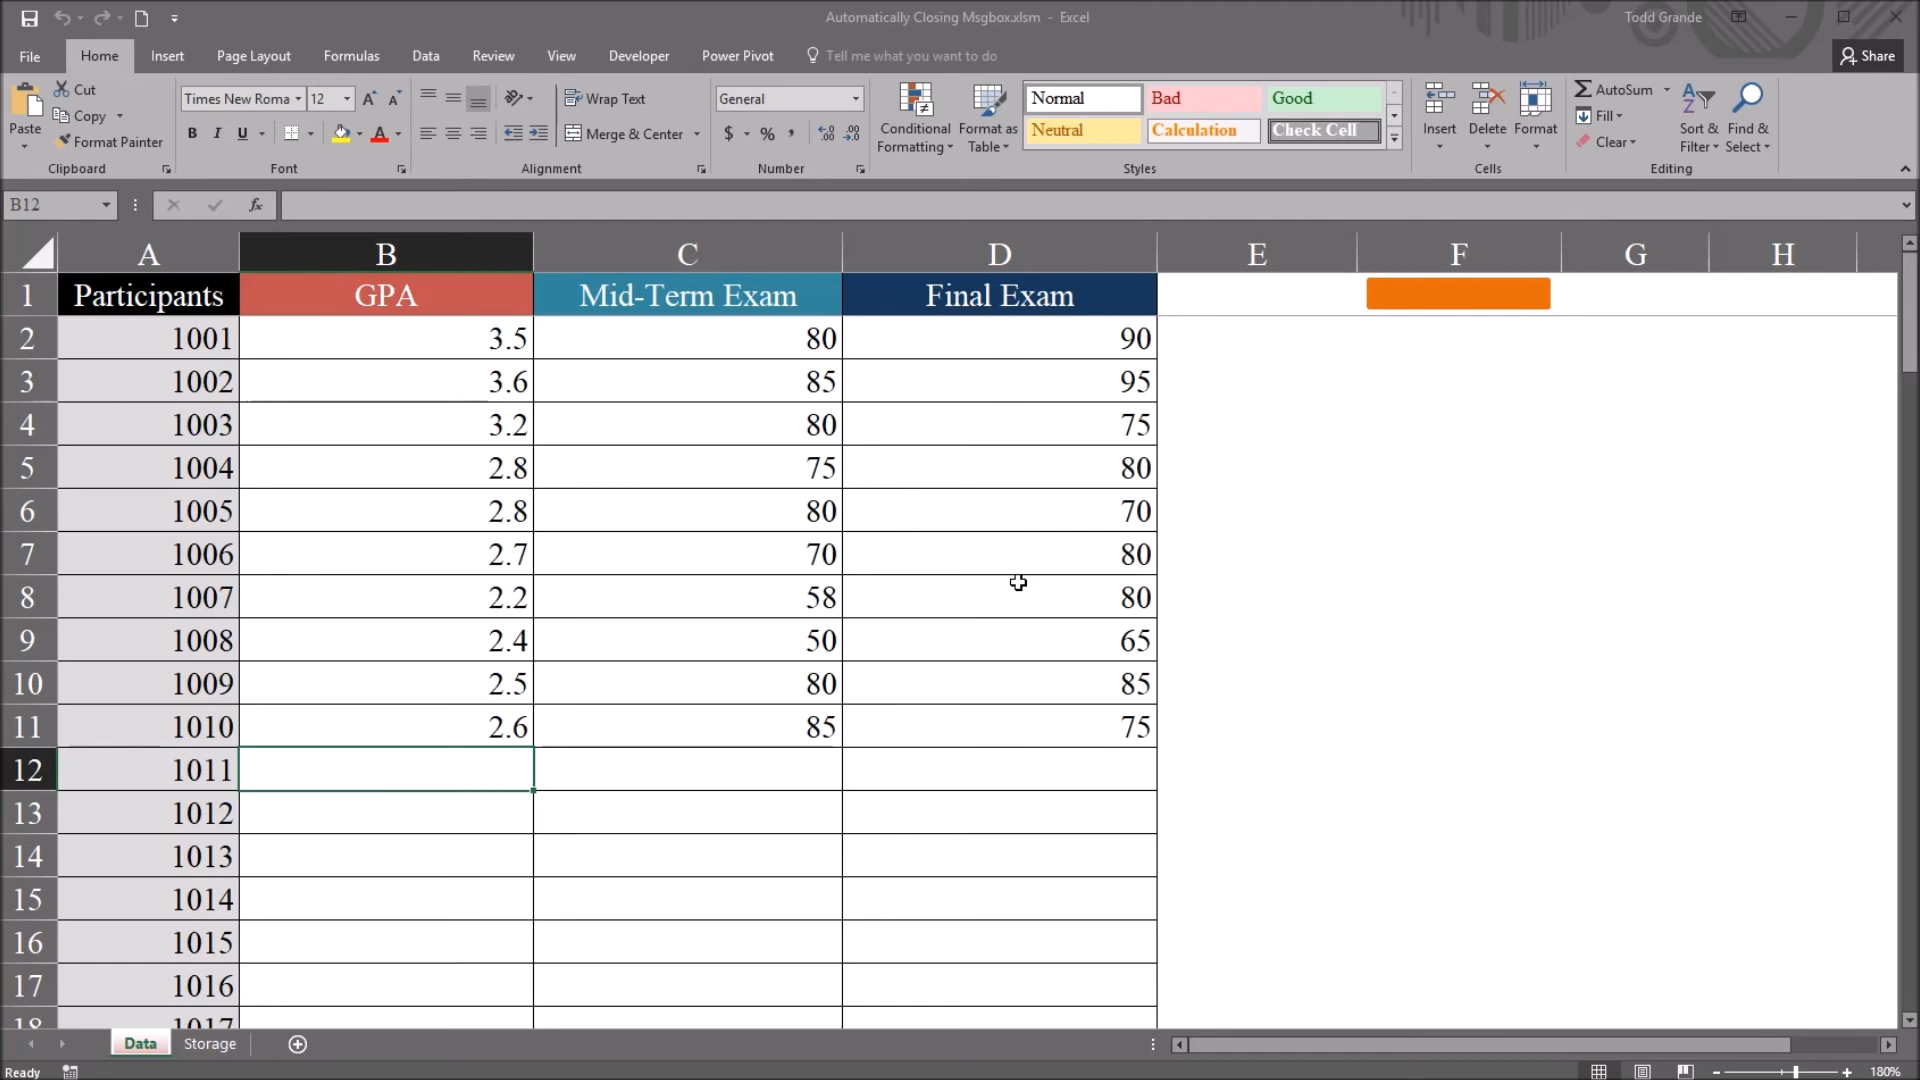 Automatically Closing Msgbox.xlsm - Excel
Todd Grande
File Home Insert Page Layout Formulas Data Review View Developer Power Pivot Tell me what you want to do Share
Paste
Cut
Copy
Format Painter
Clipboard
Times New Roma 12
B I U
Font
Wrap Text
Merge & Center
Alignment
General
$ % ,
Number
Conditional Formatting
Format as Table
Normal Bad Good
Neutral Calculation Check Cell
Styles
Insert Delete Format
Cells
AutoSum
Fill
Clear
Sort & Filter
Find & Select
Editing
B12 fx
A B C D E F G H
1 Participants GPA Mid-Term Exam Final Exam
2 1001 3.5 80 90
3 1002 3.6 85 95
4 1003 3.2 80 75
5 1004 2.8 75 80
6 1005 2.8 80 70
7 1006 2.7 70 80
8 1007 2.2 58 80
9 1008 2.4 50 65
10 1009 2.5 80 85
11 1010 2.6 85 75
12 1011
13 1012
14 1013
15 1014
16 1015
17 1016
18 1017
Data Storage
Ready 180%